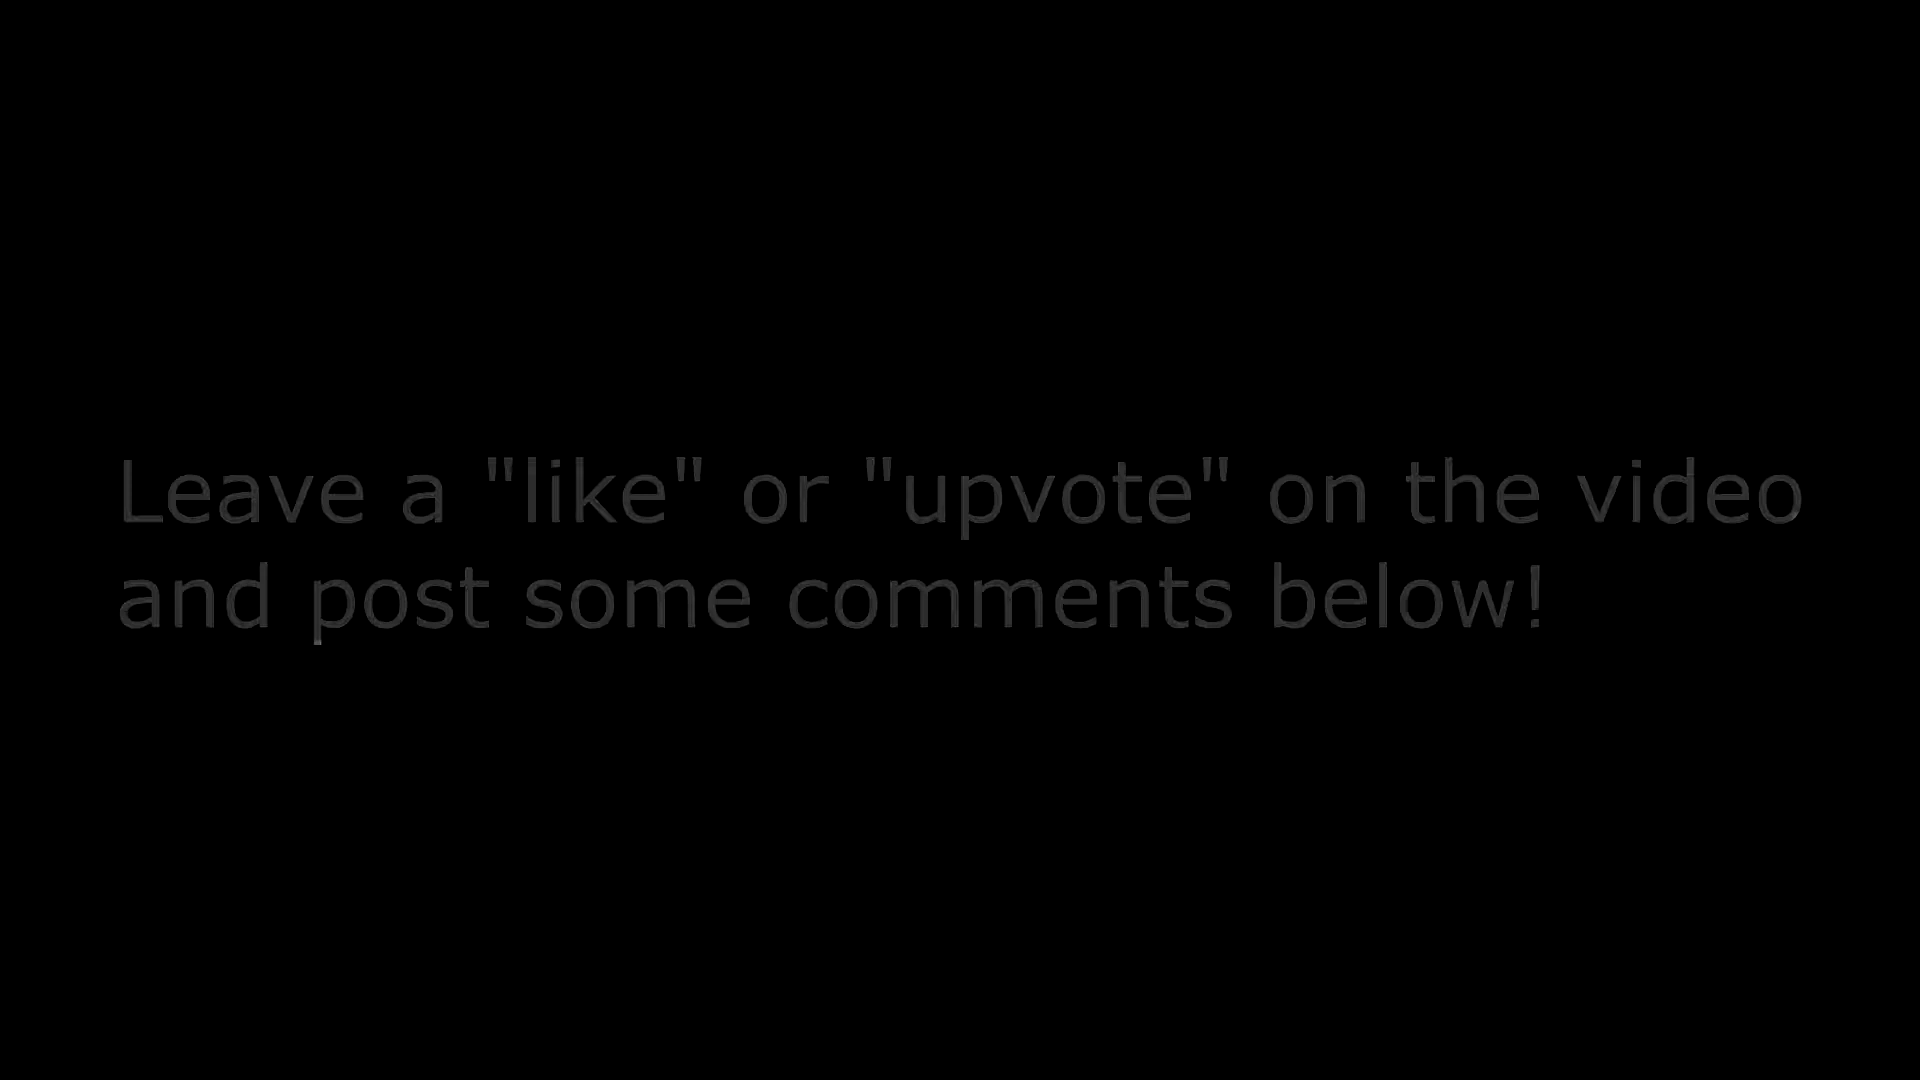 Leave a "like" or "upvote" on the video
and post some comments below!